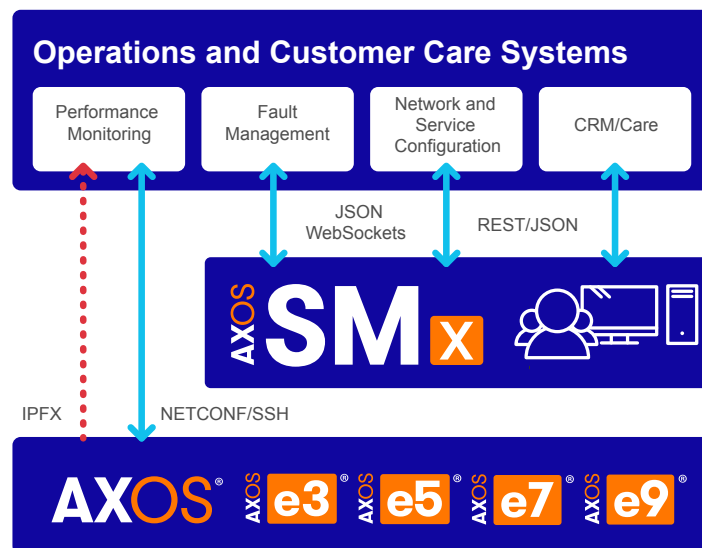 Operations and Customer Care Systems
Performance
Monitoring
Fault
Management
Network and
Service
Configuration
CRM/Care
JSON
WebSockets
REST/JSON
AXOS
SMx
IPFX
NETCONF/SSH
AXOS®
AXOS e3®
AXOS e5®
AXOS e7®
AXOS e9®